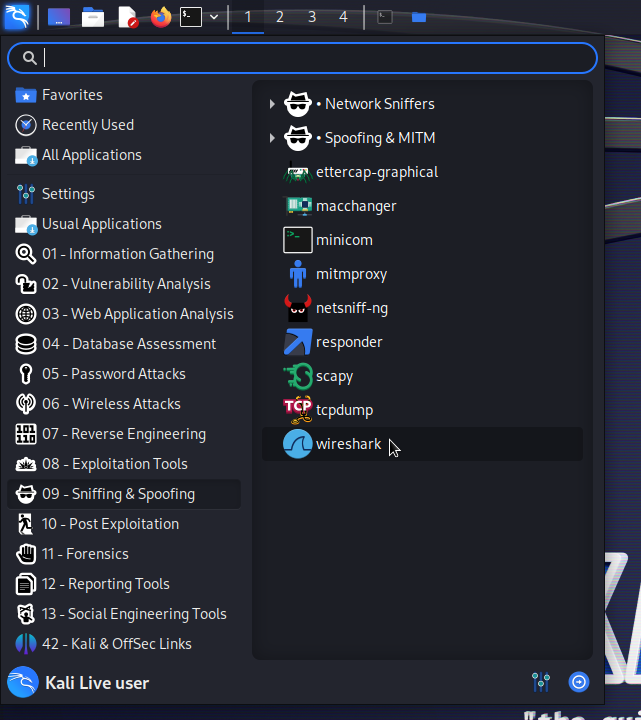 1 2 3 4
Favorites
Recently Used
All Applications
Settings
Usual Applications
01 - Information Gathering
02 - Vulnerability Analysis
03 - Web Application Analysis
04 - Database Assessment
05 - Password Attacks
06 - Wireless Attacks
07 - Reverse Engineering
08 - Exploitation Tools
09 - Sniffing & Spoofing
10 - Post Exploitation
11 - Forensics
12 - Reporting Tools
13 - Social Engineering Tools
42 - Kali & OffSec Links
• Network Sniffers
• Spoofing & MITM
ettercap-graphical
macchanger
minicom
mitmproxy
netsniff-ng
responder
scapy
TCP tcpdump
wireshark
Kali Live user
"the